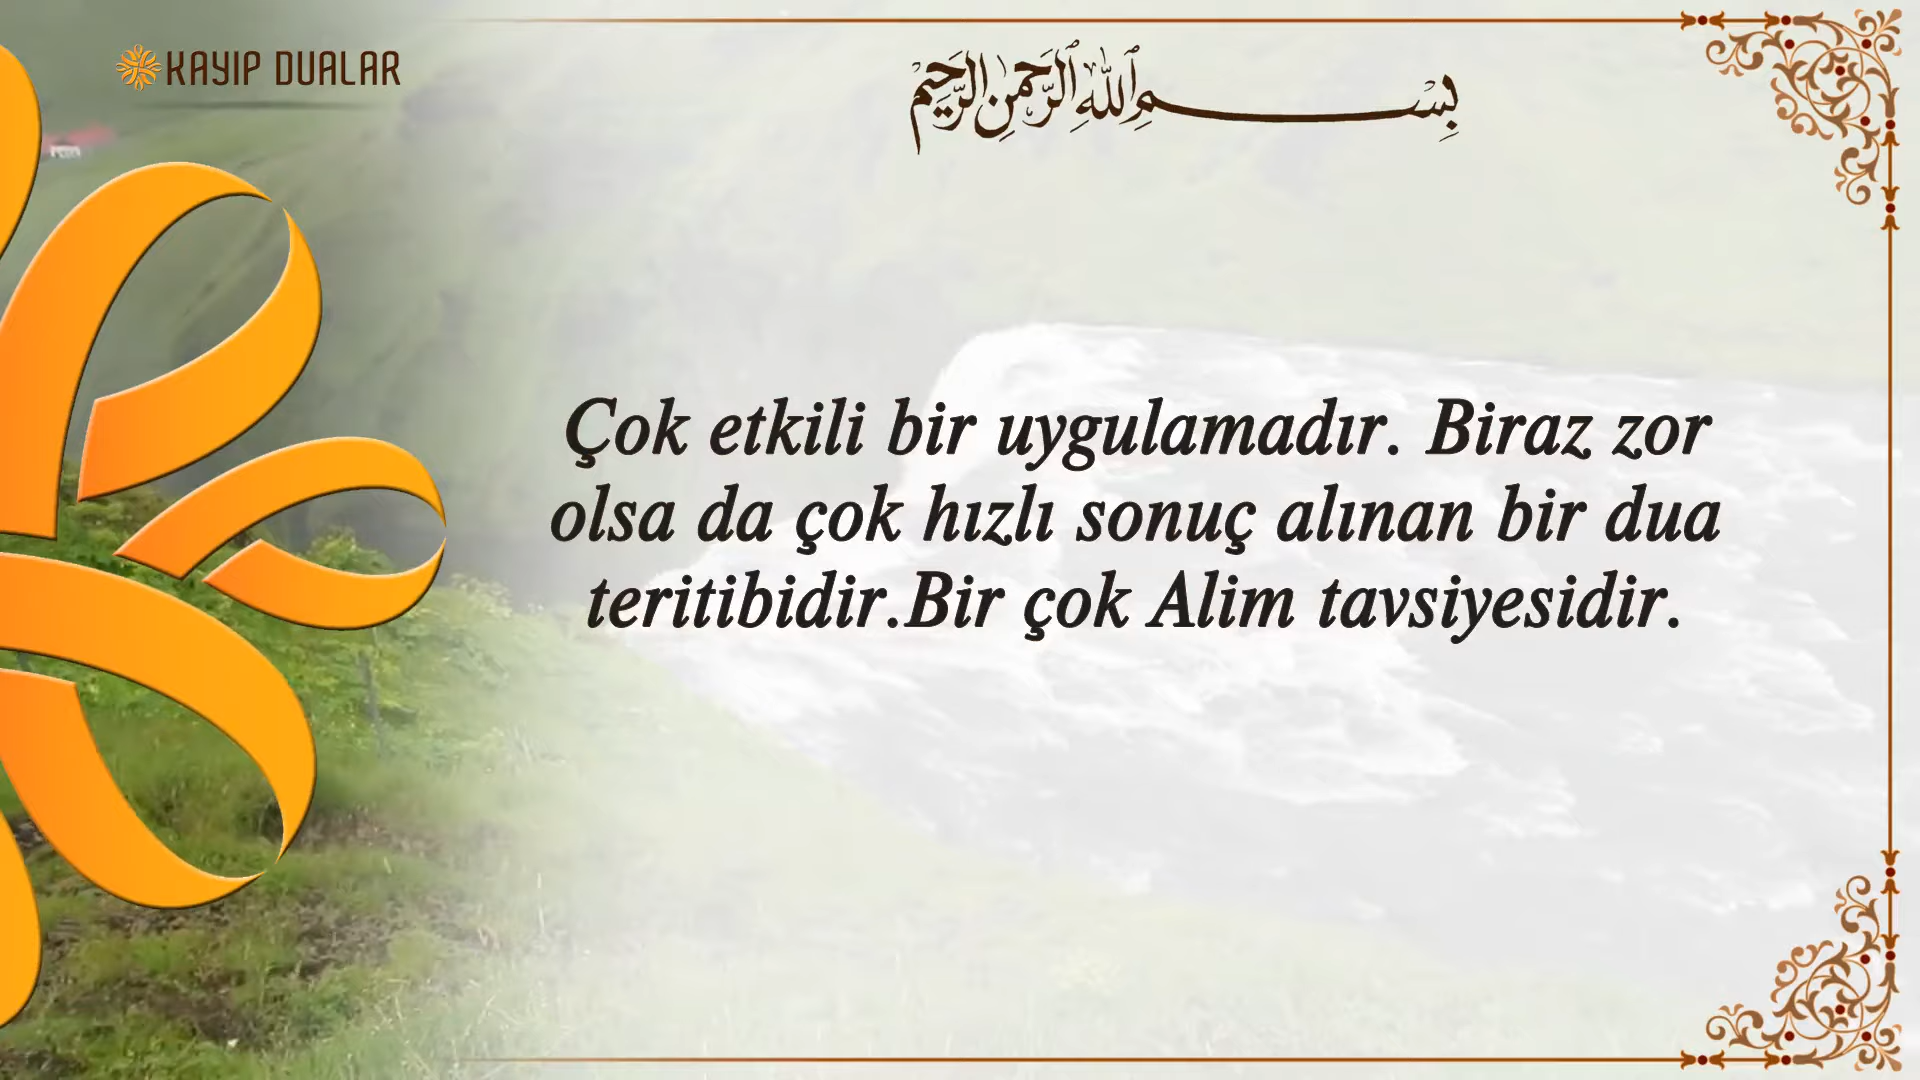 KAYIP DUALAR
بِسْمِ ٱللَّهِ ٱلرَّحْمَٰنِ ٱلرَّحِيمِ
Çok etkili bir uygulamadır. Biraz zor
olsa da çok hızlı sonuç alınan bir dua
teritibidir.Bir çok Alim tavsiyesidir.